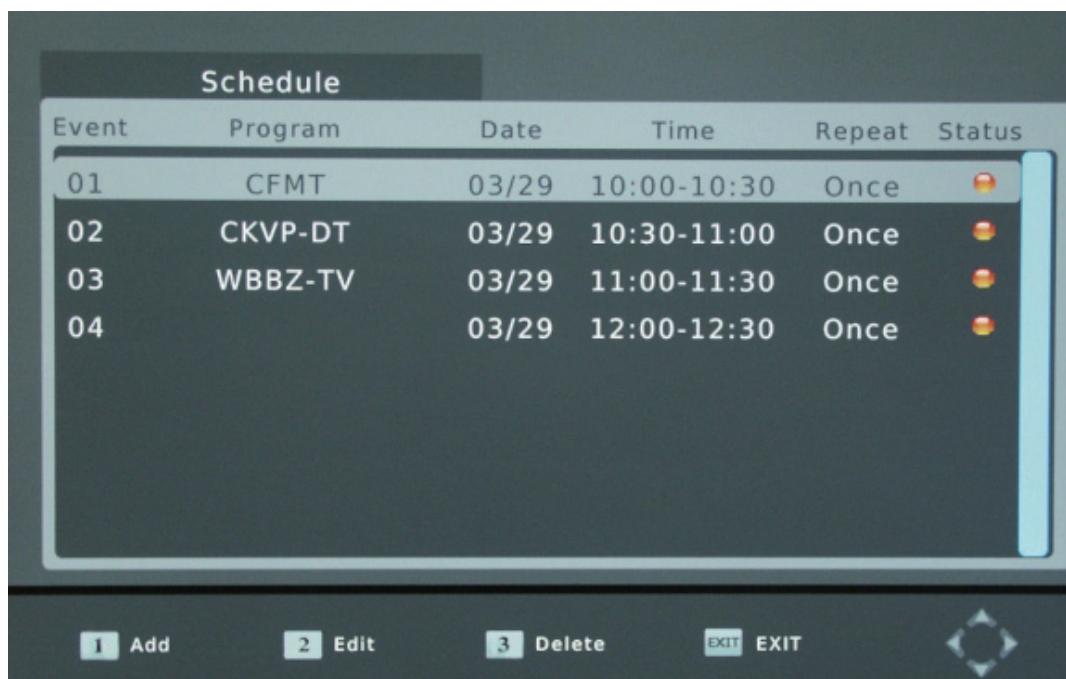 Schedule
Event Program Date Time Repeat Status
01 CFMT 03/29 10:00-10:30 Once
02 CKVP-DT 03/29 10:30-11:00 Once
03 WBBZ-TV 03/29 11:00-11:30 Once
04 03/29 12:00-12:30 Once
1 Add 2 Edit 3 Delete EXIT EXIT